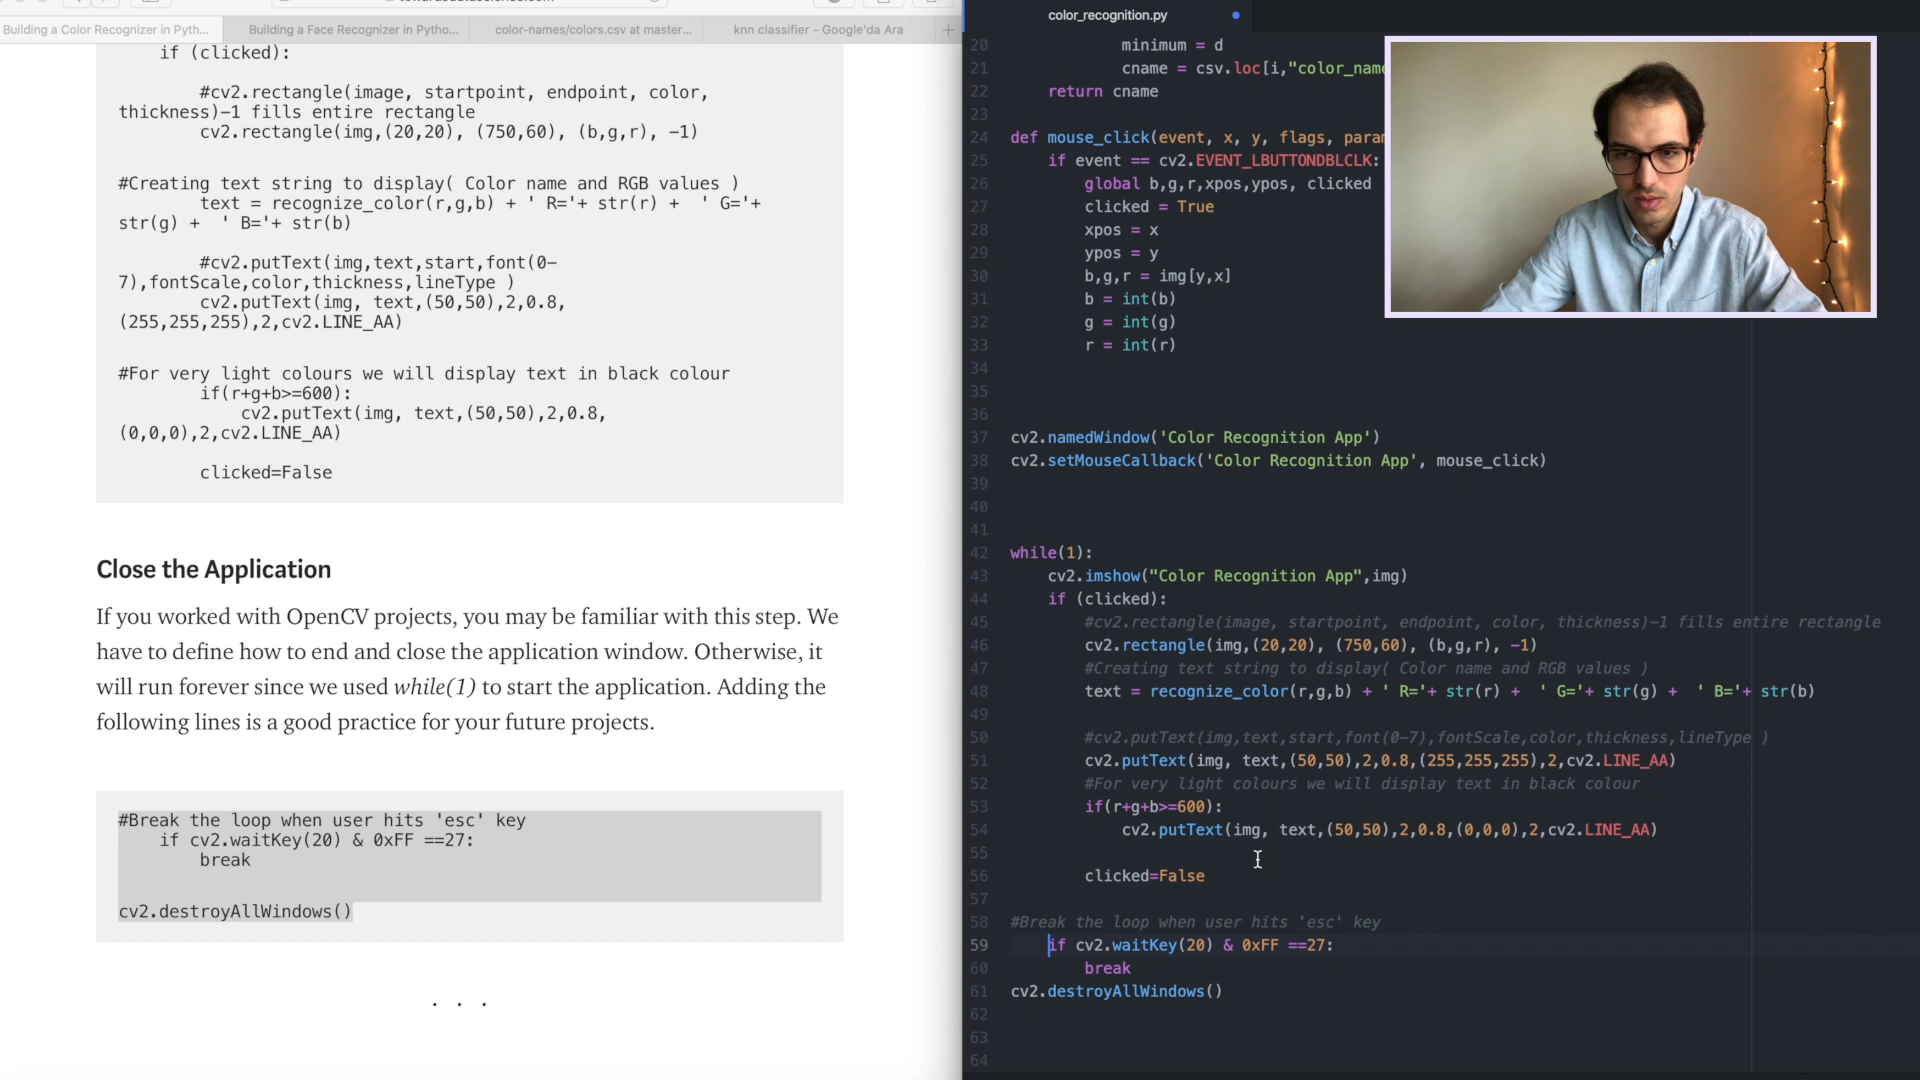 Building a Color Recognizer in Pyth...
Building a Face Recognizer in Pytho...
color-names/colors.csv at master...
knn classifier - Google'da Ara
if (clicked):
#cv2.rectangle(image, startpoint, endpoint, color,
thickness)-1 fills entire rectangle
cv2.rectangle(img,(20,20), (750,60), (b,g,r), -1)
#Creating text string to display( Color name and RGB values )
text = recognize_color(r,g,b) + ' R='+ str(r) +  ' G='+
str(g) +  ' B='+ str(b)
#cv2.putText(img,text,start,font(0-
7),fontScale,color,thickness,lineType )
cv2.putText(img, text,(50,50),2,0.8,
(255,255,255),2,cv2.LINE_AA)
#For very light colours we will display text in black colour
if(r+g+b>=600):
cv2.putText(img, text,(50,50),2,0.8,
(0,0,0),2,cv2.LINE_AA)
clicked=False
Close the Application
If you worked with OpenCV projects, you may be familiar with this step. We
have to define how to end and close the application window. Otherwise, it
will run forever since we used while(1) to start the application. Adding the
following lines is a good practice for your future projects.
#Break the loop when user hits 'esc' key
if cv2.waitKey(20) & 0xFF ==27:
break
cv2.destroyAllWindows()
. . .
color_recognition.py
20 minimum = d
21 cname = csv.loc[i,"color_name
22 return cname
23
24 def mouse_click(event, x, y, flags, param
25 if event == cv2.EVENT_LBUTTONDBLCLK:
26 global b,g,r,xpos,ypos, clicked
27 clicked = True
28 xpos = x
29 ypos = y
30 b,g,r = img[y,x]
31 b = int(b)
32 g = int(g)
33 r = int(r)
34
35
36
37 cv2.namedWindow('Color Recognition App')
38 cv2.setMouseCallback('Color Recognition App', mouse_click)
39
40
41
42 while(1):
43 cv2.imshow("Color Recognition App",img)
44 if (clicked):
45 #cv2.rectangle(image, startpoint, endpoint, color, thickness)-1 fills entire rectangle
46 cv2.rectangle(img,(20,20), (750,60), (b,g,r), -1)
47 #Creating text string to display( Color name and RGB values )
48 text = recognize_color(r,g,b) + ' R='+ str(r) +  ' G='+ str(g) +  ' B='+ str(b)
49
50 #cv2.putText(img,text,start,font(0-7),fontScale,color,thickness,lineType )
51 cv2.putText(img, text,(50,50),2,0.8,(255,255,255),2,cv2.LINE_AA)
52 #For very light colours we will display text in black colour
53 if(r+g+b>=600):
54 cv2.putText(img, text,(50,50),2,0.8,(0,0,0),2,cv2.LINE_AA)
55
56 clicked=False
57
58 #Break the loop when user hits 'esc' key
59 if cv2.waitKey(20) & 0xFF ==27:
60 break
61 cv2.destroyAllWindows()
62
63
64